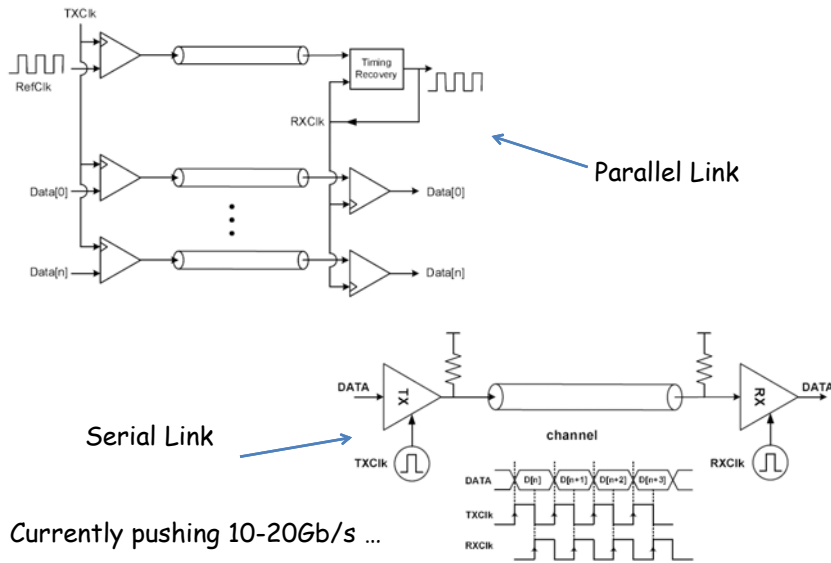 TXClk
RefClk
Timing
Recovery
RXClk
Parallel Link
Data[0]
Data[0]
Data[n]
Data[n]
DATA
TX
RX
DATA
Serial Link
channel
TXClk
RXClk
DATA
D[n]
D[n+1]
D[n+2]
D[n+3]
TXClk
RXClk
Currently pushing 10-20Gb/s ...